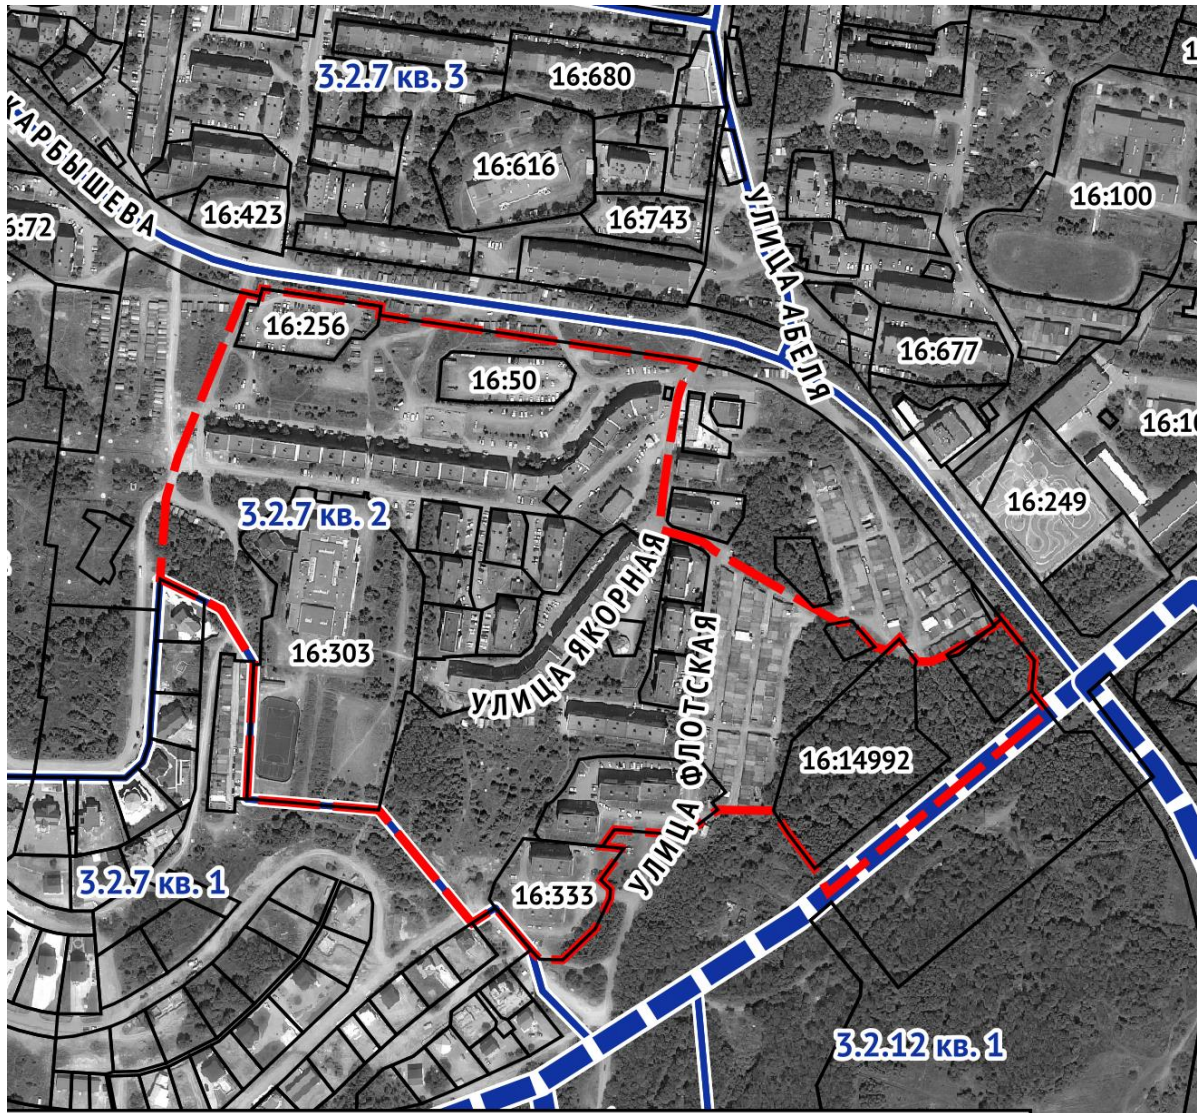 3.2.7 кв. 3
16:680
16:616
16:100
КАРБЫШЕВА
16:423
16:743
УЛИЦА АБЕЛЯ
16:256
16:677
16:50
16:249
3.2.7 кв. 2
16:303
УЛИЦА ЯКОРНАЯ
УЛИЦА ФЛОТСКАЯ
16:14992
3.2.7 кв. 1
16:333
3.2.12 кв. 1